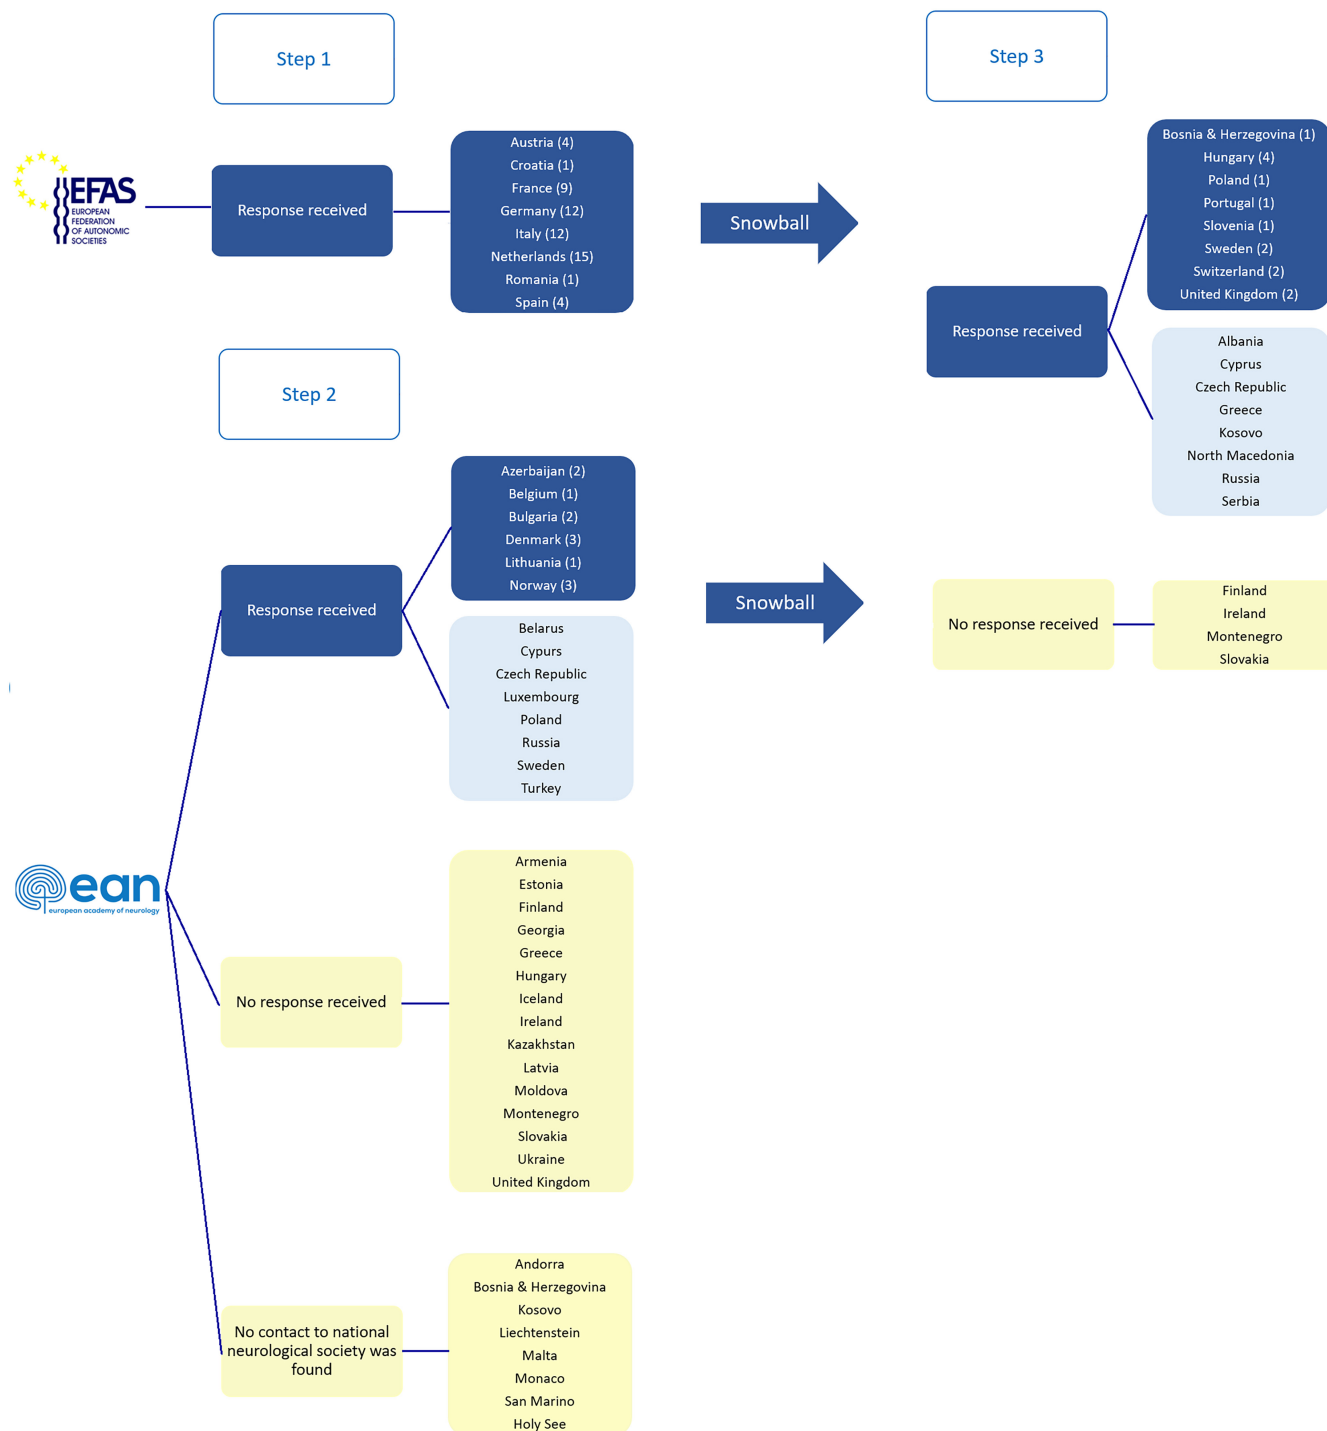 Step 1
EFAS
EUROPEAN
FEDERATION
OF AUTONOMIC
SOCIETIES
Response received
Austria (4)
Croatia (1)
France (9)
Germany (12)
Italy (12)
Netherlands (15)
Romania (1)
Spain (4)
Snowball
Step 2
Response received
Azerbaijan (2)
Belgium (1)
Bulgaria (2)
Denmark (3)
Lithuania (1)
Norway (3)
Belarus
Cypurs
Czech Republic
Luxembourg
Poland
Russia
Sweden
Turkey
Snowball
ean
european academy of neurology
No response received
Armenia
Estonia
Finland
Georgia
Greece
Hungary
Iceland
Ireland
Kazakhstan
Latvia
Moldova
Montenegro
Slovakia
Ukraine
United Kingdom
No contact to national
neurological society was
found
Andorra
Bosnia & Herzegovina
Kosovo
Liechtenstein
Malta
Monaco
San Marino
Holy See
Step 3
Response received
Bosnia & Herzegovina (1)
Hungary (4)
Poland (1)
Portugal (1)
Slovenia (1)
Sweden (2)
Switzerland (2)
United Kingdom (2)
Albania
Cyprus
Czech Republic
Greece
Kosovo
North Macedonia
Russia
Serbia
No response received
Finland
Ireland
Montenegro
Slovakia